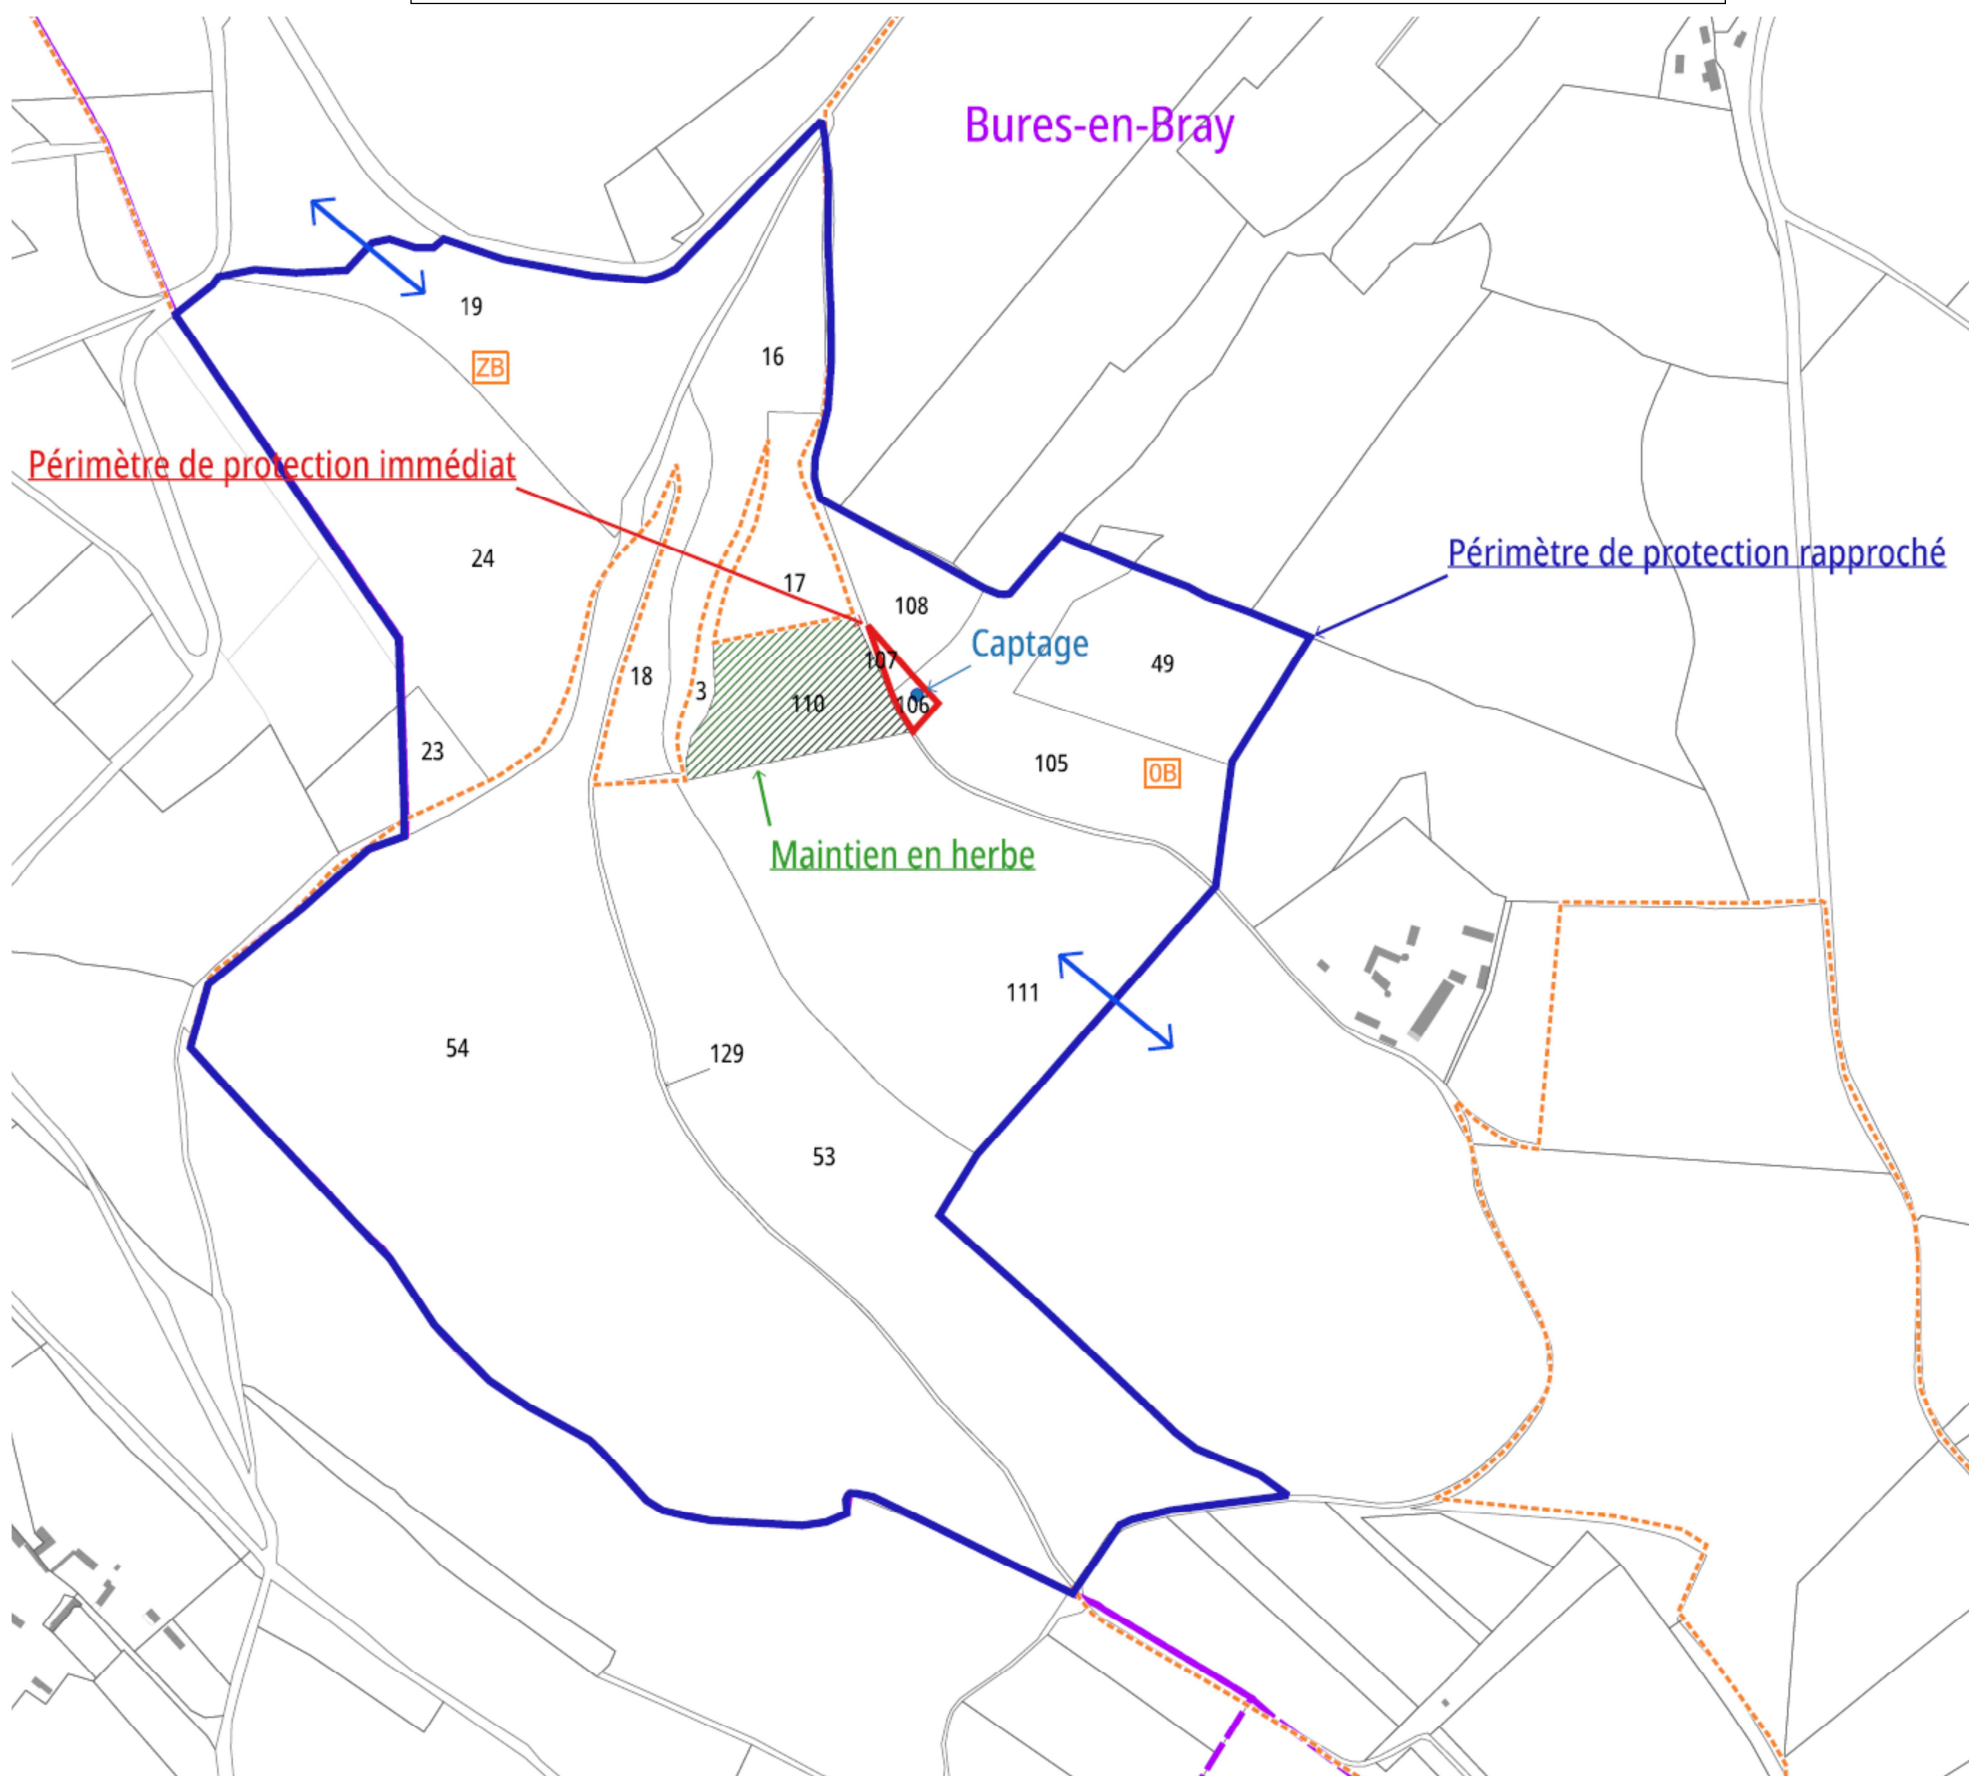 Bures-en-Bray
19
16
ZB
Périmètre de protection immédiat
24
Périmètre de protection rapproché
17
108
Captage
107
49
18
3
110
106
23
105
0B
Maintien en herbe
111
54
129
53